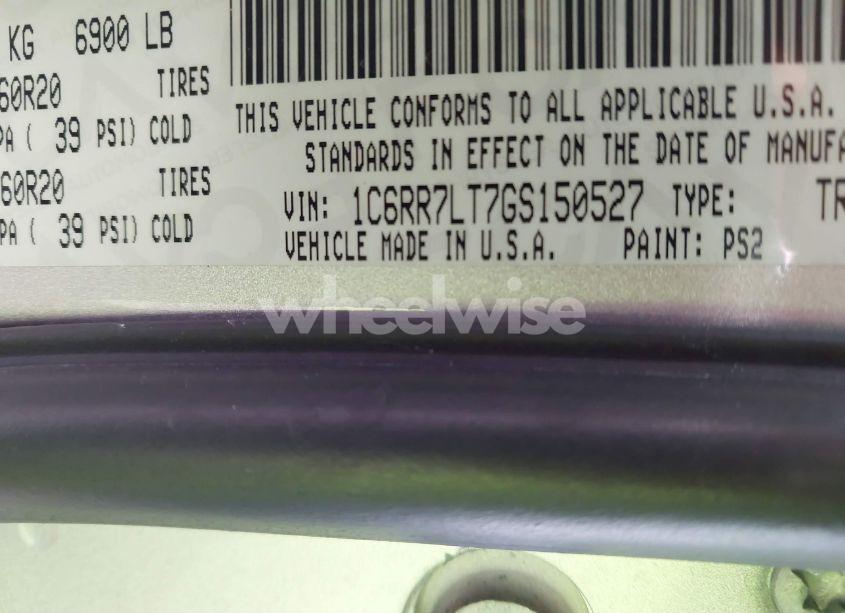 KG 6900 LB
60R20 TIRES
PA ( 39 PSI) COLD
60R20 TIRES
PA ( 39 PSI) COLD
THIS VEHICLE CONFORMS TO ALL APPLICABLE U.S.A.
STANDARDS IN EFFECT ON THE DATE OF MANUFA
VIN: 1C6RR7LT7GS150527 TYPE: TR
VEHICLE MADE IN U.S.A. PAINT: PS2
wheelwise